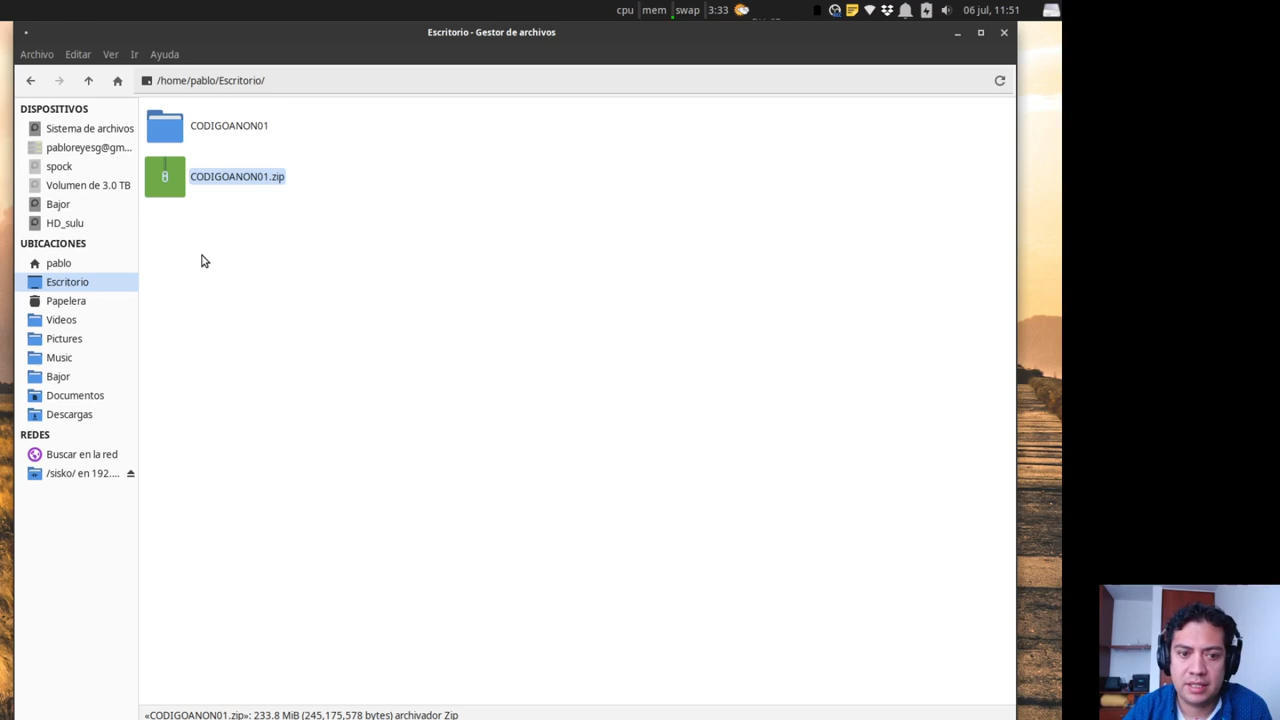 cpu mem swap 3:33 06 jul, 11:51
Escritorio - Gestor de archivos
Archivo Editar Ver Ir Ayuda
/home/pablo/Escritorio/
DISPOSITIVOS
Sistema de archivos
pabloreyesg@gm...
spock
Volumen de 3.0 TB
Bajor
HD_sulu
UBICACIONES
pablo
Escritorio
Papelera
Videos
Pictures
Music
Bajor
Documentos
Descargas
REDES
Buscar en la red
/sisko/ en 192....
CODIGOANON01
CODIGOANON01.zip
«CODIGOANON01.zip»: 233.8 MiB (245,175,578 bytes) archivador Zip